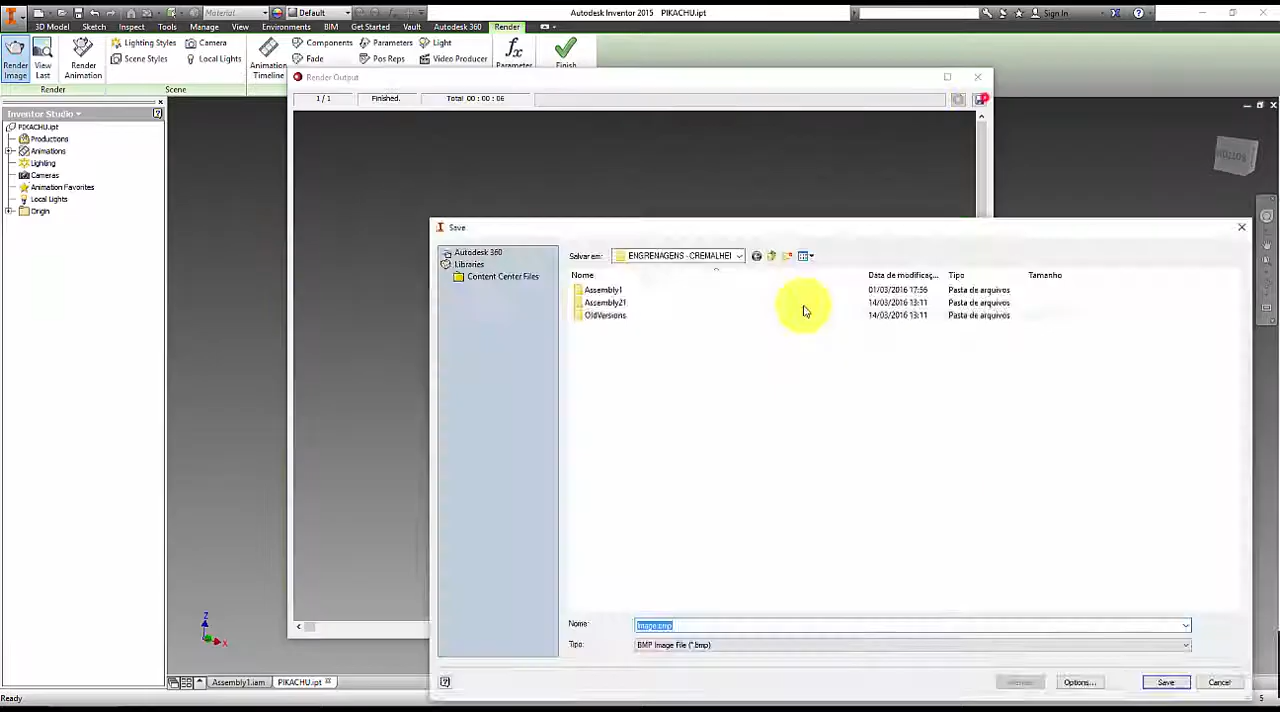 Default
Autodesk Inventor 2015 PIKACHU.ipt
Sign In
3D Model Sketch Inspect Tools Manage View Environments BIM Get Started Vault Autodesk 360 Render
Render Image
View Last
Render Animation
Lighting Styles
Scene Styles
Camera
Local Lights
Animation Timeline
Components
Fade
Parameters
Pos Reps
Light
Video Producer
Parameter
Finish
Render
Scene
Render Output
1 / 1 Finished. Total 00 : 00 : 06
Inventor Studio
PIKACHU.ipt
Productions
Animations
Lighting
Cameras
Animation Favorites
Local Lights
Origin
Save
Autodesk 360
Libraries
Content Center Files
Salvar em: ENGRENAGENS - CREMALHEI
Nome Data de modificaç... Tipo Tamanho
Assembly1 01/03/2016 17:56 Pasta de arquivos
Assembly21 14/03/2016 13:11 Pasta de arquivos
OldVersions 14/03/2016 13:11 Pasta de arquivos
Nome: Image.bmp
Tipo: BMP Image File (*.bmp)
Options... Save Cancel
Z
X
Assembly1.iam PIKACHU.ipt
Ready